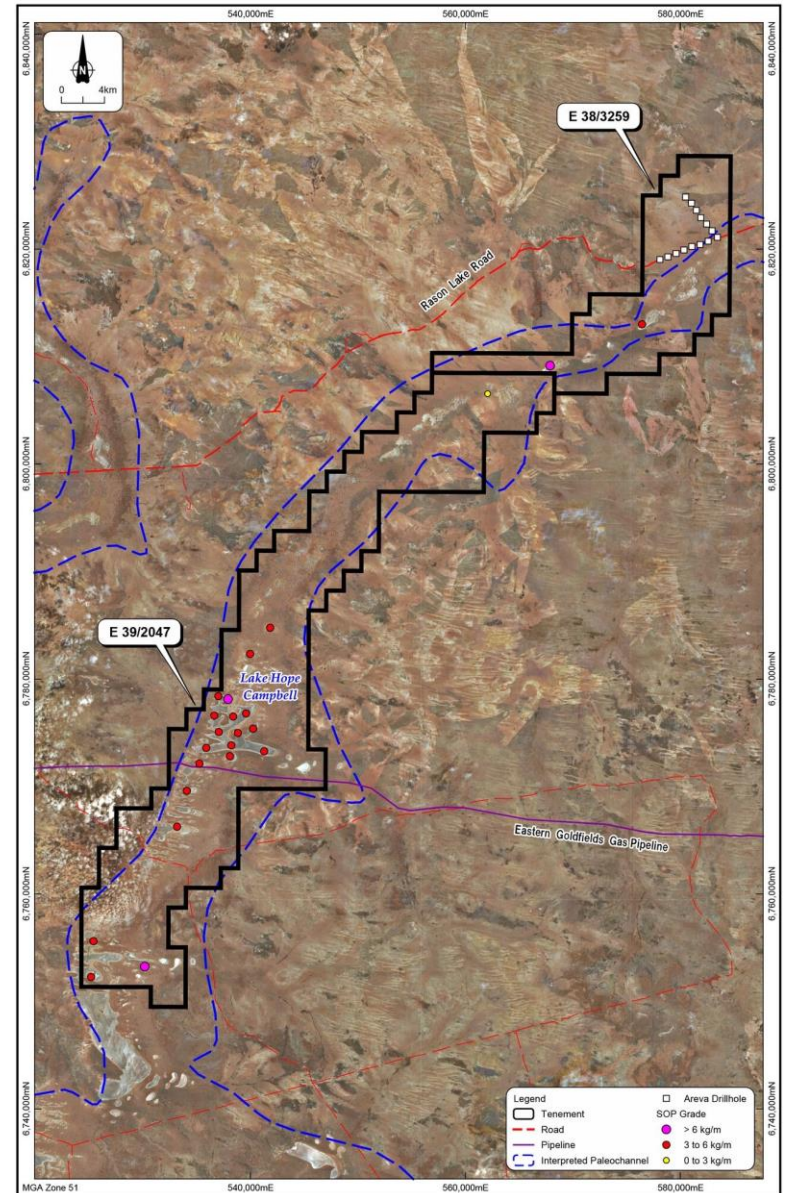 540,000mE
560,000mE
580,000mE
6,840,000mN
6,840,000mN
N
0
4km
E 38/3259
6,820,000mN
6,820,000mN
Rason Lake Road
6,800,000mN
6,800,000mN
E 39/2047
Lake Hope
Campbell
6,780,000mN
6,780,000mN
Eastern Goldfields Gas Pipeline
6,760,000mN
6,760,000mN
6,740,000mN
6,740,000mN
Legend
Tenement
Road
Pipeline
Interpreted Paleochannel
Areva Drillhole
SOP Grade
> 6 kg/m
3 to 6 kg/m
0 to 3 kg/m
MGA Zone 51
540,000mE
560,000mE
580,000mE